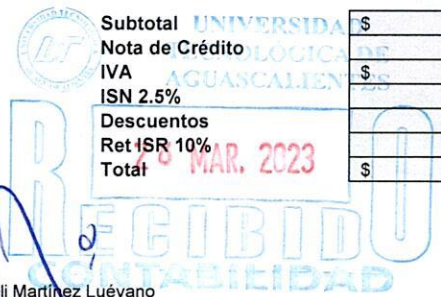 Subtotal $
Nota de Crédito
IVA $
ISN 2.5%
Descuentos
Ret ISR 10%
Total $
UNIVERSIDAD
TECNOLÓGICA DE
AGUASCALIENTES
MAR. 2023
RECIBIDO
CONTABILIDAD
li Martínez Luévano